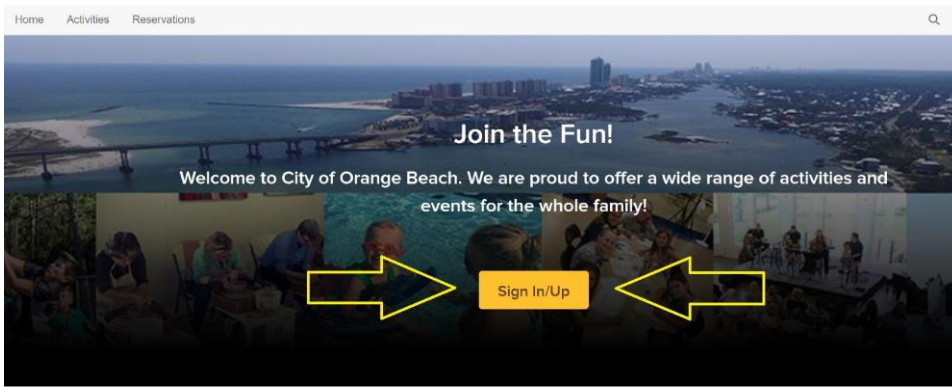 Home Activities Reservations
Join the Fun!
Welcome to City of Orange Beach. We are proud to offer a wide range of activities and
events for the whole family!
Sign In/Up